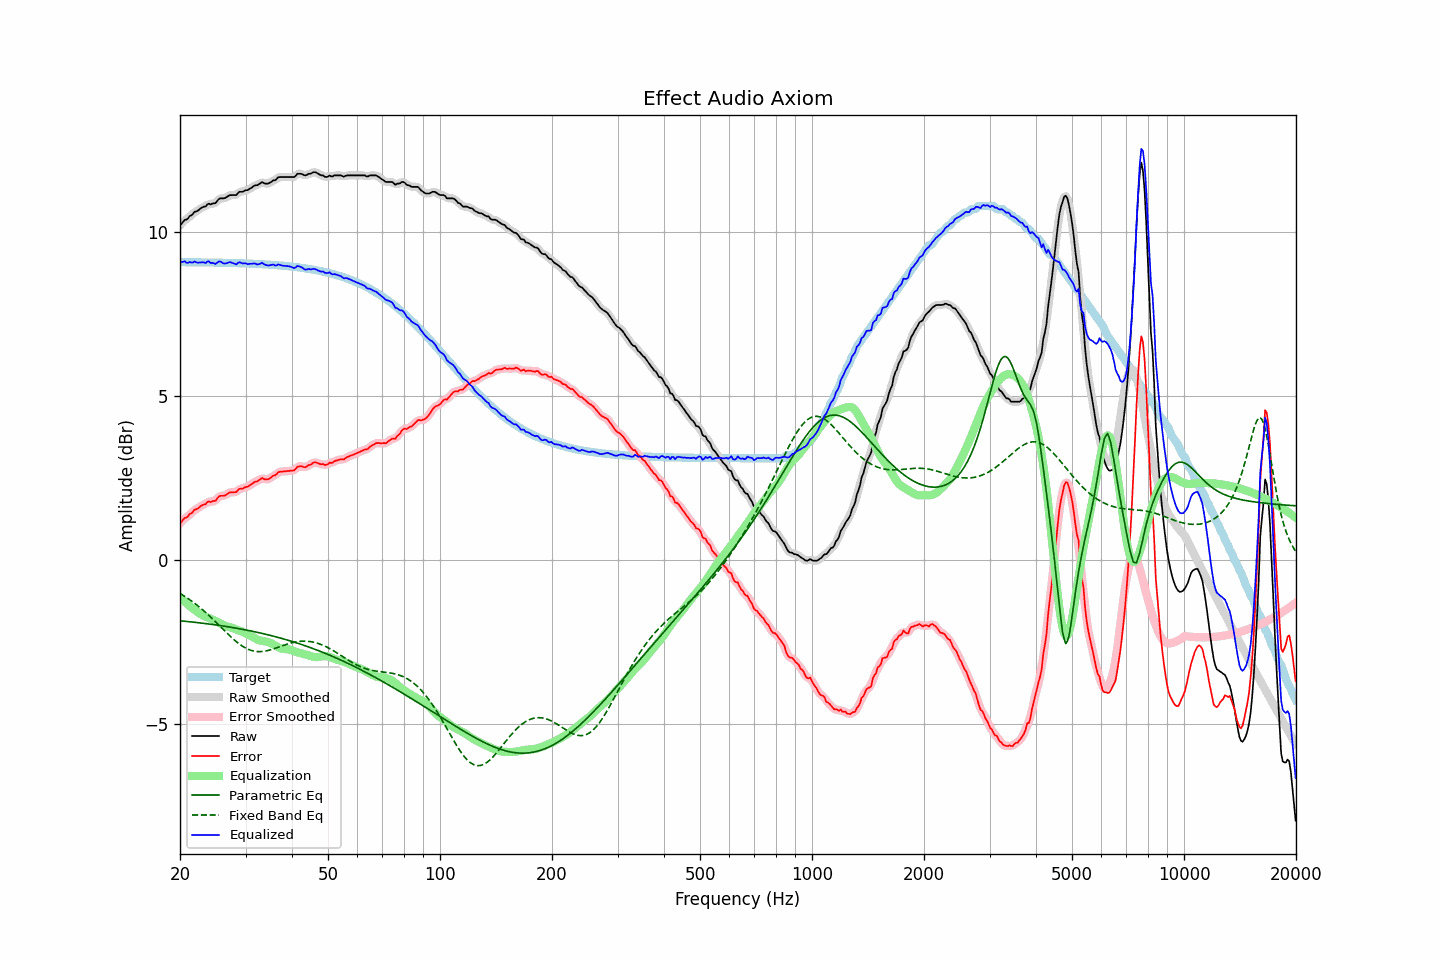 Effect Audio Axiom
Amplitude (dBr)
10
5
0
−5
Target
Raw Smoothed
Error Smoothed
Raw
Error
Equalization
Parametric Eq
Fixed Band Eq
Equalized
20 50 100 200 500 1000 2000 5000 10000 20000
Frequency (Hz)